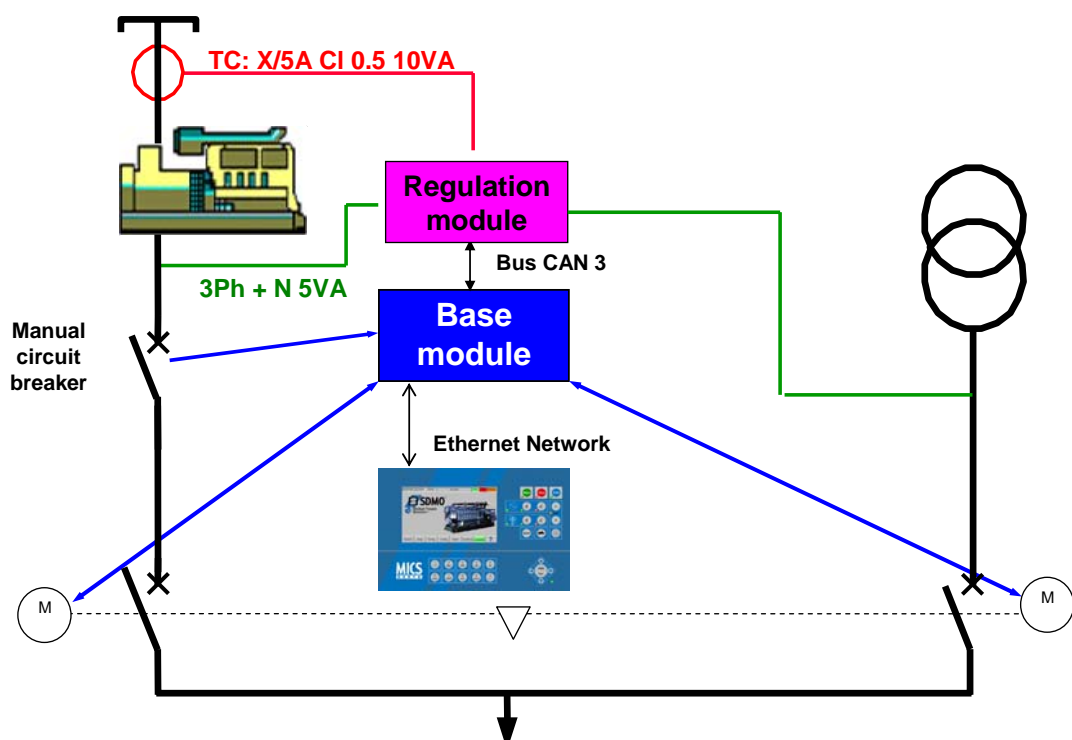 TC: X/5A Cl 0.5 10VA
Regulation
module
Bus CAN 3
3Ph + N 5VA
Base
module
Manual
circuit
breaker
Ethernet Network
SDMO
MICS
M
M